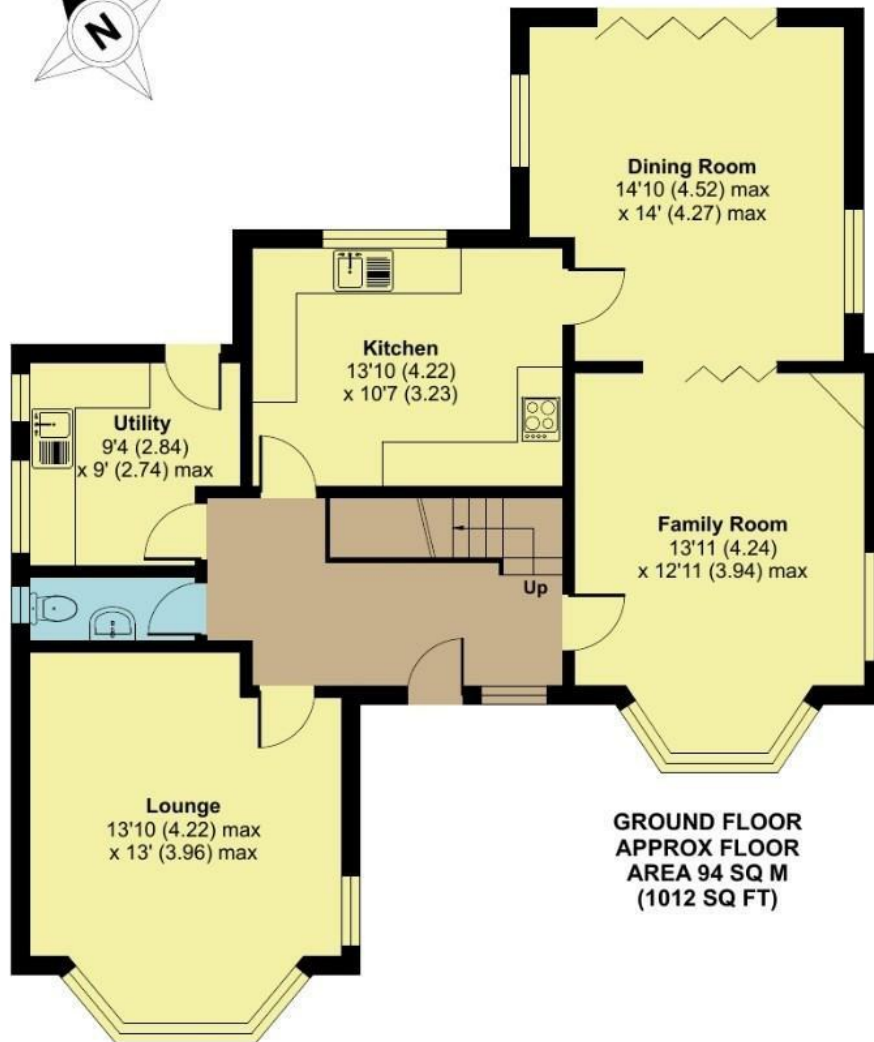 N
Dining Room
14'10 (4.52) max
x 14' (4.27) max
Kitchen
13'10 (4.22)
x 10'7 (3.23)
Utility
9'4 (2.84)
x 9' (2.74) max
Family Room
13'11 (4.24)
x 12'11 (3.94) max
Up
Lounge
13'10 (4.22) max
x 13' (3.96) max
GROUND FLOOR
APPROX FLOOR
AREA 94 SQ M
(1012 SQ FT)